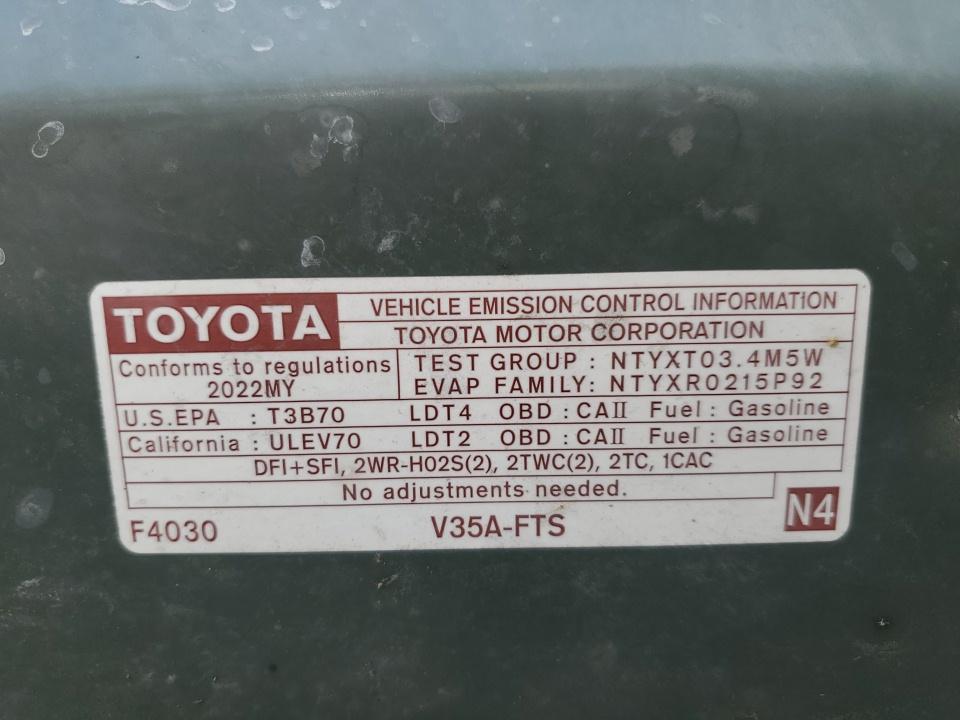 TOYOTA
VEHICLE EMISSION CONTROL INFORMATION
TOYOTA MOTOR CORPORATION
Conforms to regulations
2022MY
TEST GROUP : NTYXT03.4M5W
EVAP FAMILY: NTYXR0215P92
U.S.EPA : T3B70 LDT4 OBD : CAII Fuel : Gasoline
California : ULEV70 LDT2 OBD : CAII Fuel : Gasoline
DFI+SFI, 2WR-HO2S(2), 2TWC(2), 2TC, 1CAC
No adjustments needed.
F4030 V35A-FTS N4